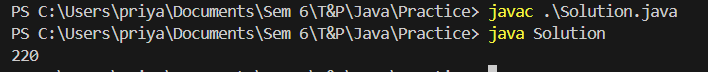 PS C:\Users\priya\Documents\Sem 6\T&P\Java\Practice> javac .\Solution.java
PS C:\Users\priya\Documents\Sem 6\T&P\Java\Practice> java Solution
220